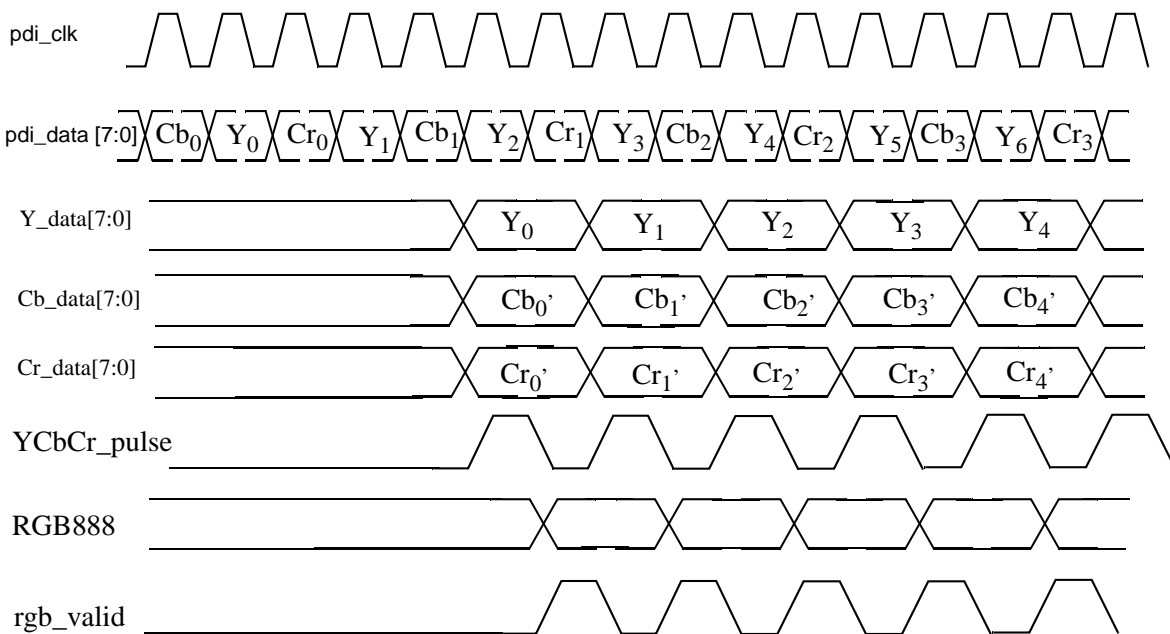 pdi_clk
pdi_data [7:0] Cb0 Y0 Cr0 Y1 Cb1 Y2 Cr1 Y3 Cb2 Y4 Cr2 Y5 Cb3 Y6 Cr3
Y_data[7:0] Y0 Y1 Y2 Y3 Y4
Cb_data[7:0] Cb0' Cb1' Cb2' Cb3' Cb4'
Cr_data[7:0] Cr0' Cr1' Cr2' Cr3' Cr4'
YCbCr_pulse
RGB888
rgb_valid